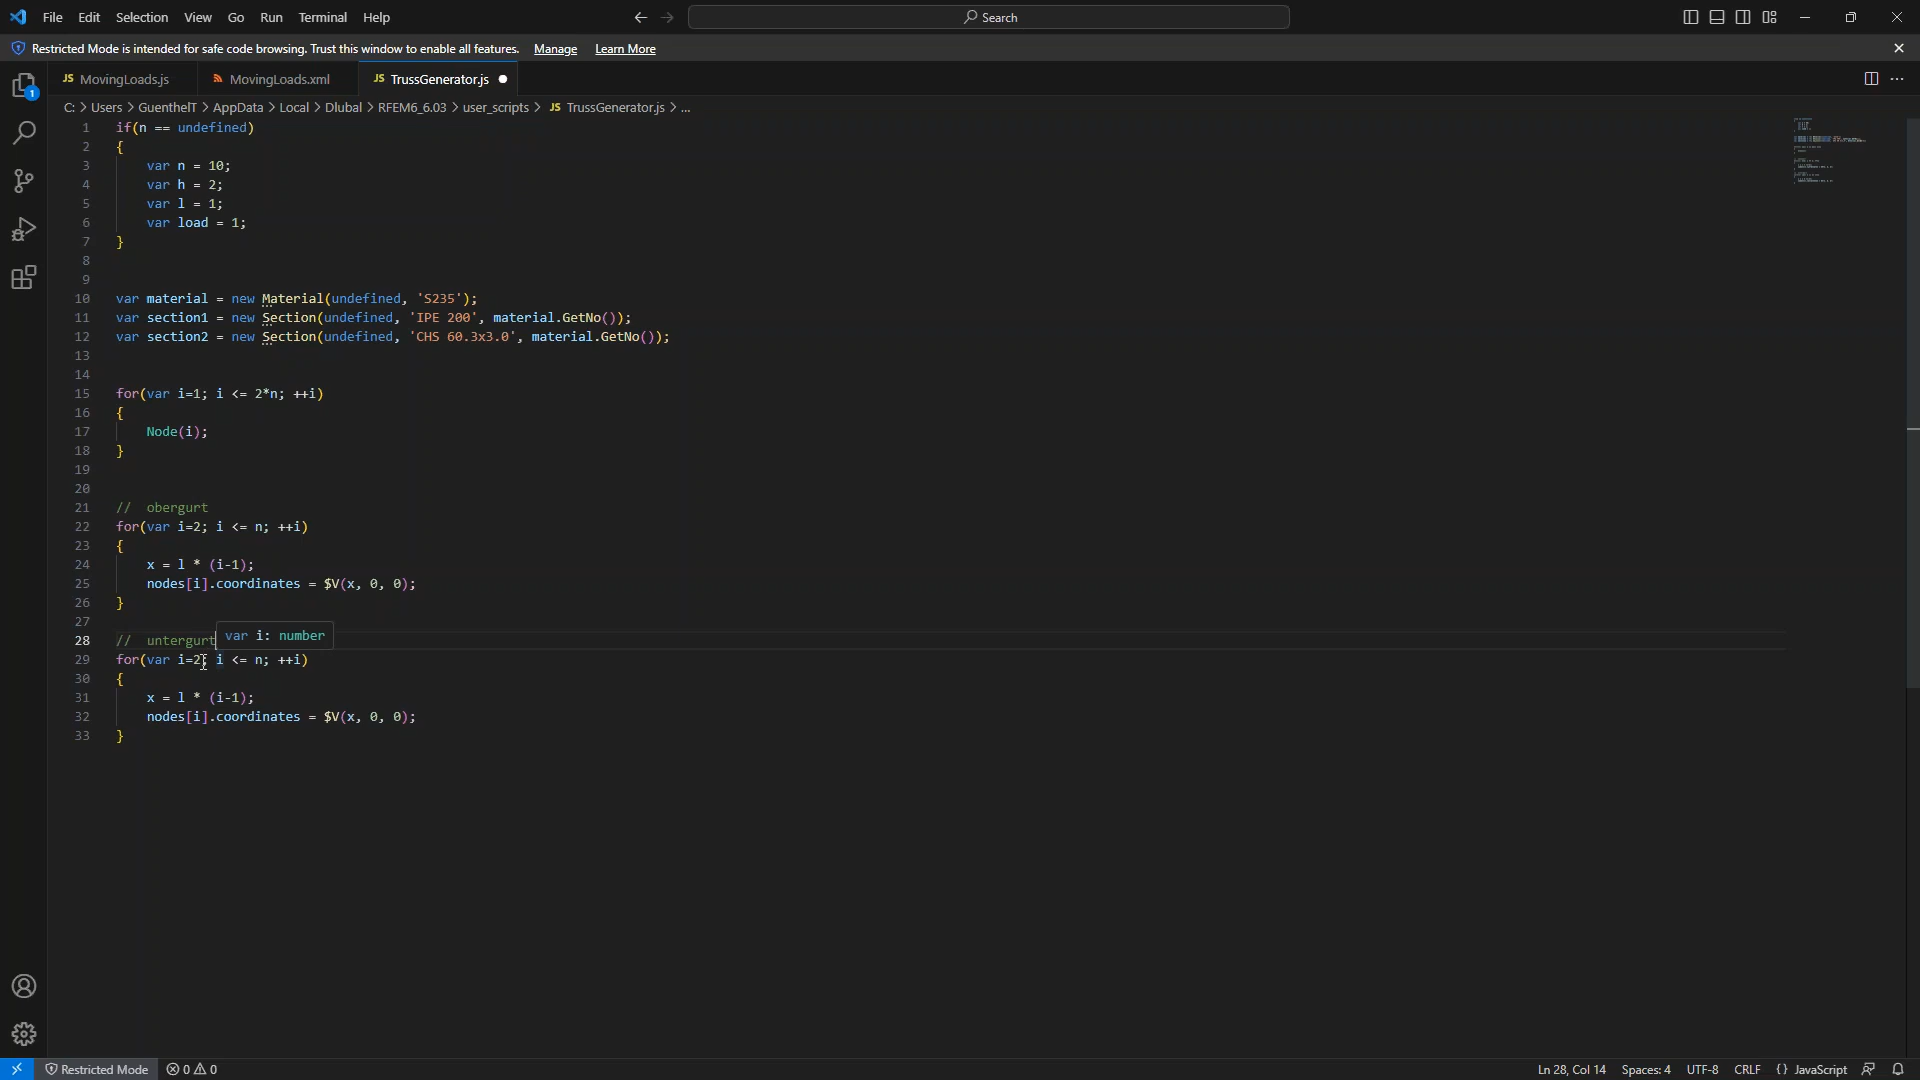 File Edit Selection View Go Run Terminal Help
Search
Restricted Mode is intended for safe code browsing. Trust this window to enable all features. Manage Learn More
1
JS MovingLoads.js
MovingLoads.xml
JS TrussGenerator.js
C: > Users > GuenthelT > AppData > Local > Dlubal > RFEM6_6.03 > user_scripts > JS TrussGenerator.js > ...
1 if(n == undefined)
2 {
3 var n = 10;
4 var h = 2;
5 var l = 1;
6 var load = 1;
7 }
8
9
10 var material = new Material(undefined, 'S235');
11 var section1 = new Section(undefined, 'IPE 200', material.GetNo());
12 var section2 = new Section(undefined, 'CHS 60.3x3.0', material.GetNo());
13
14
15 for(var i=1; i <= 2*n; ++i)
16 {
17 Node(i);
18 }
19
20
21 // obergurt
22 for(var i=2; i <= n; ++i)
23 {
24 x = l * (i-1);
25 nodes[i].coordinates = $V(x, 0, 0);
26 }
27
28 // untergurt
var i: number
29 for(var i=2; i <= n; ++i)
30 {
31 x = l * (i-1);
32 nodes[i].coordinates = $V(x, 0, 0);
33 }
Restricted Mode 0 0
Ln 28, Col 14 Spaces: 4 UTF-8 CRLF {} JavaScript